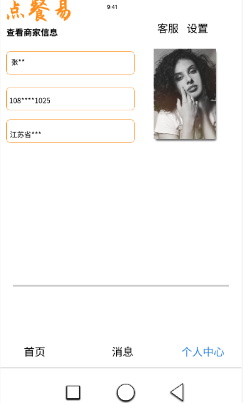 点餐易
9:41
客服 设置
查看商家信息
张**
108****1025
江苏省***
首页 消息 个人中心